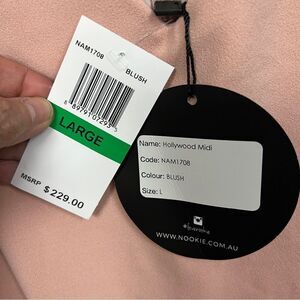 NAM1708
BLUSH
LARGE
MSRP $229.00
Name: Hollywood Midi
Code: NAM1708
Colour: BLUSH
Size: L
WWW.NOOKIE.COM.AU